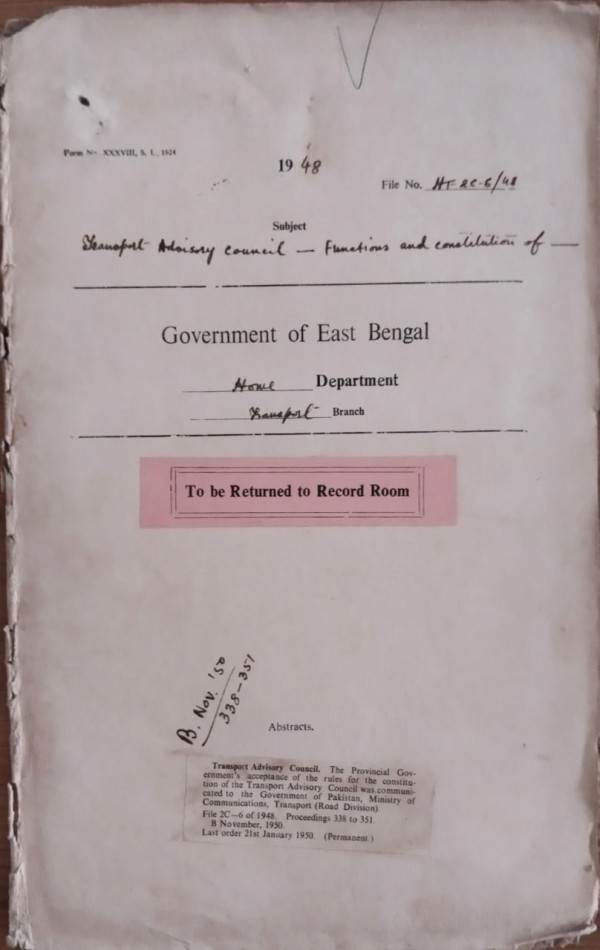 Form No. XXXVIII, S. L., 1924
1948
File No. HT-2C-6/48
Subject
Transport Advisory Council — Functions and constitution of —
Government of East Bengal
Home Department
Transport Branch
To be Returned to Record Room
B. Nov. '50
338-351
Abstracts.
Transport Advisory Council. The Provincial Gov-
ernment's acceptance of the rules for the constitu-
tion of the Transport Advisory Council was communi-
cated to the Government of Pakistan, Ministry of
Communications, Transport (Road Division)
File 2C—6 of 1948. Proceedings 338 to 351.
B November, 1950.
Last order 21st January 1950. (Permanent.)